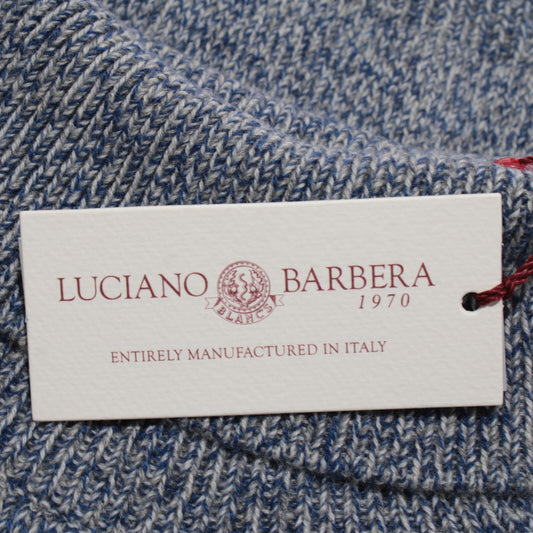 LUCIANO BARBERA
BLANCS
1970
ENTIRELY MANUFACTURED IN ITALY